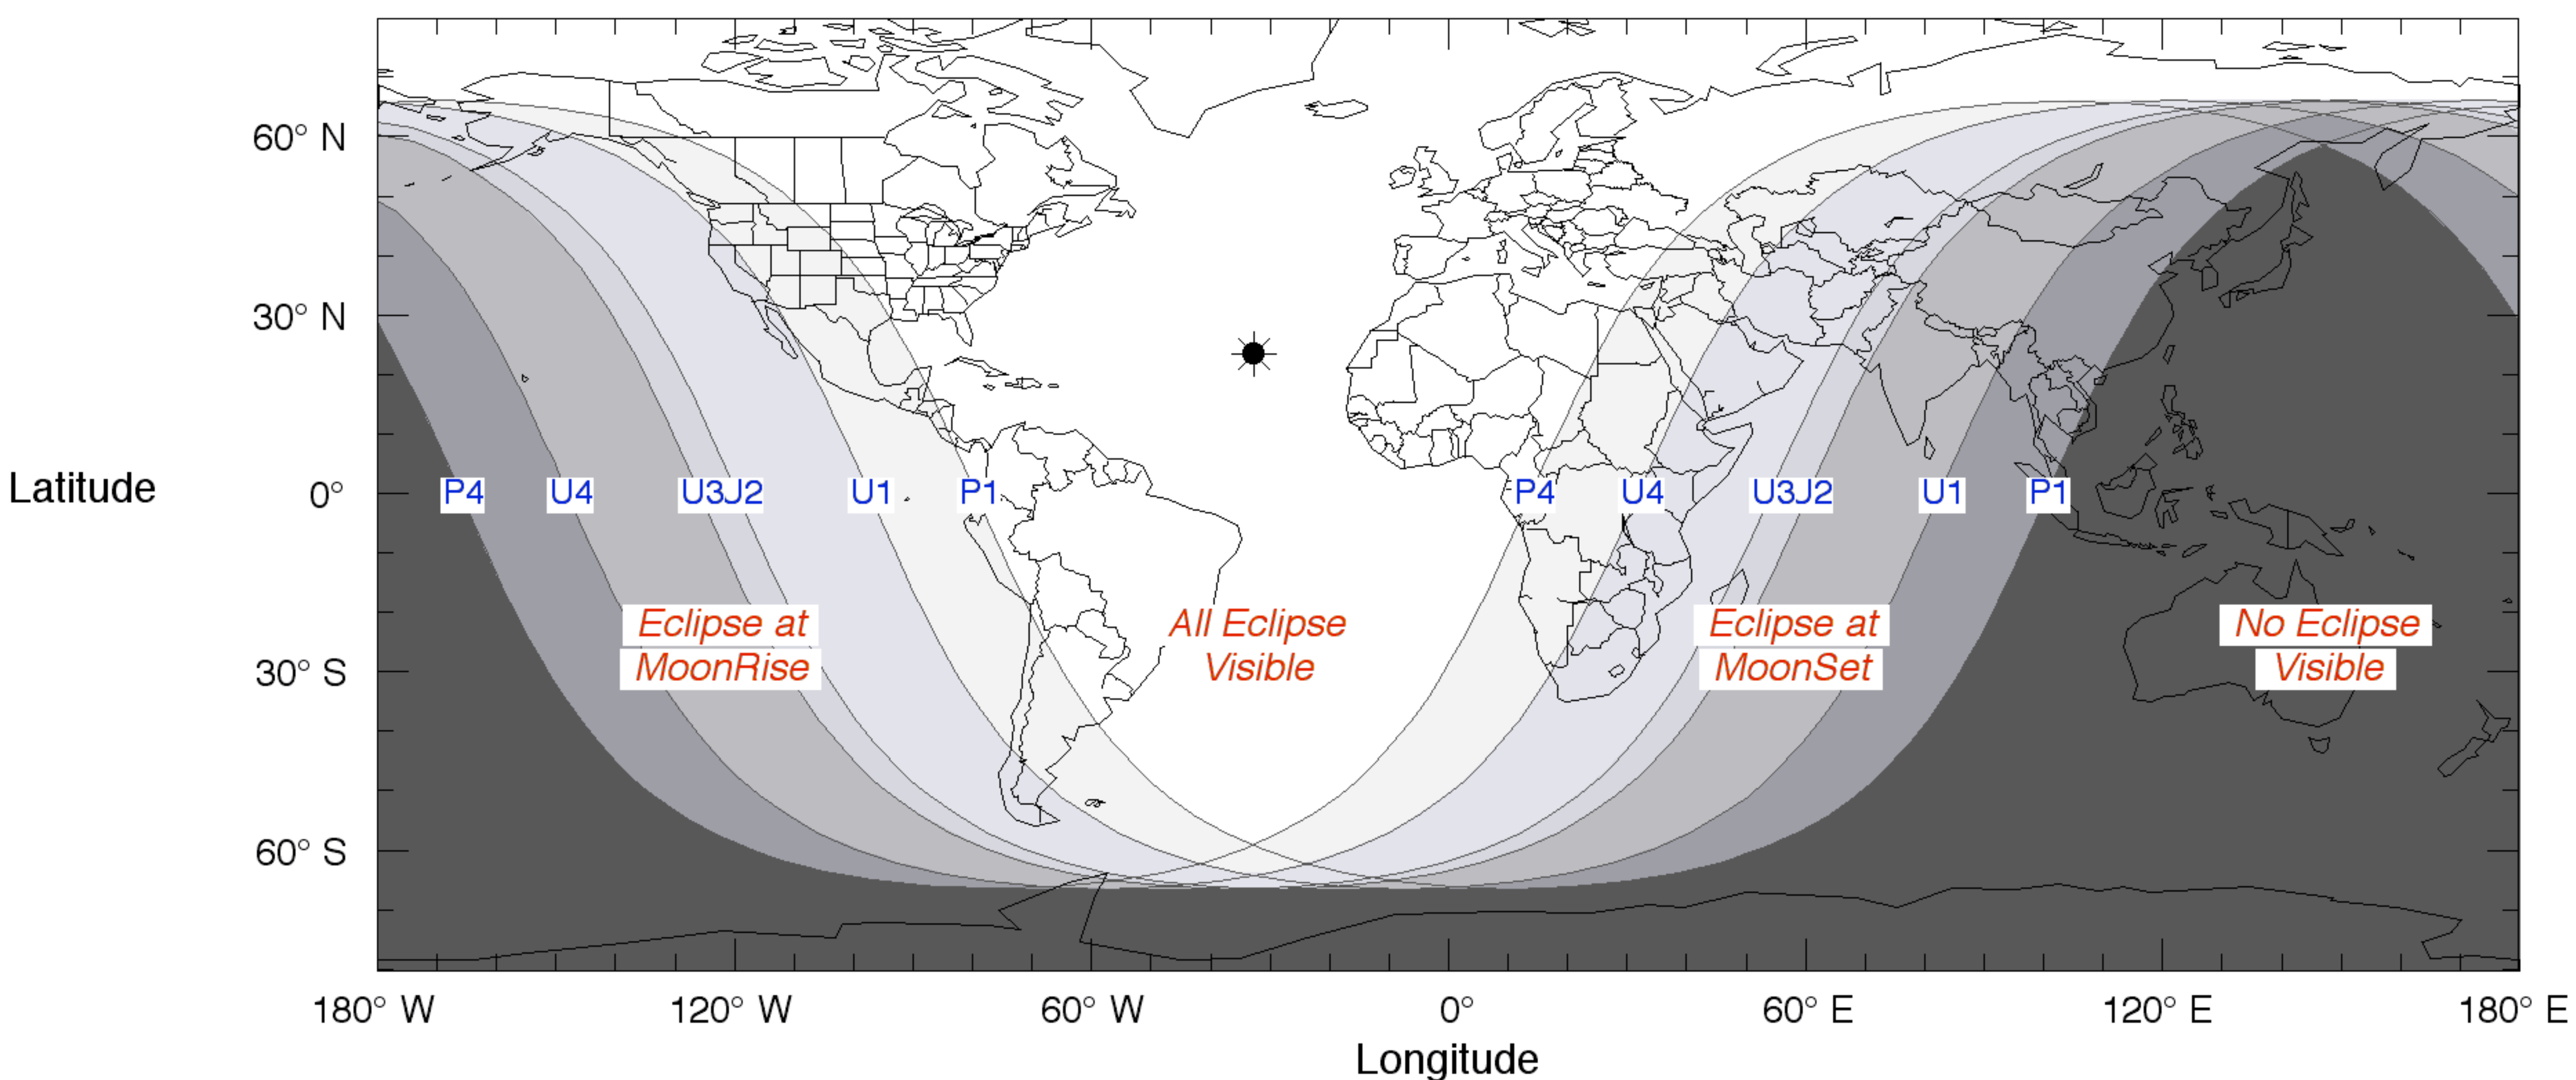 60° N
30° N
Latitude
0°
P4 U4 U3J2 U1 P1 P4 U4 U3J2 U1 P1
Eclipse at
MoonRise
All Eclipse
Visible
Eclipse at
MoonSet
No Eclipse
Visible
30° S
60° S
180° W 120° W 60° W 0° 60° E 120° E 180° E
Longitude